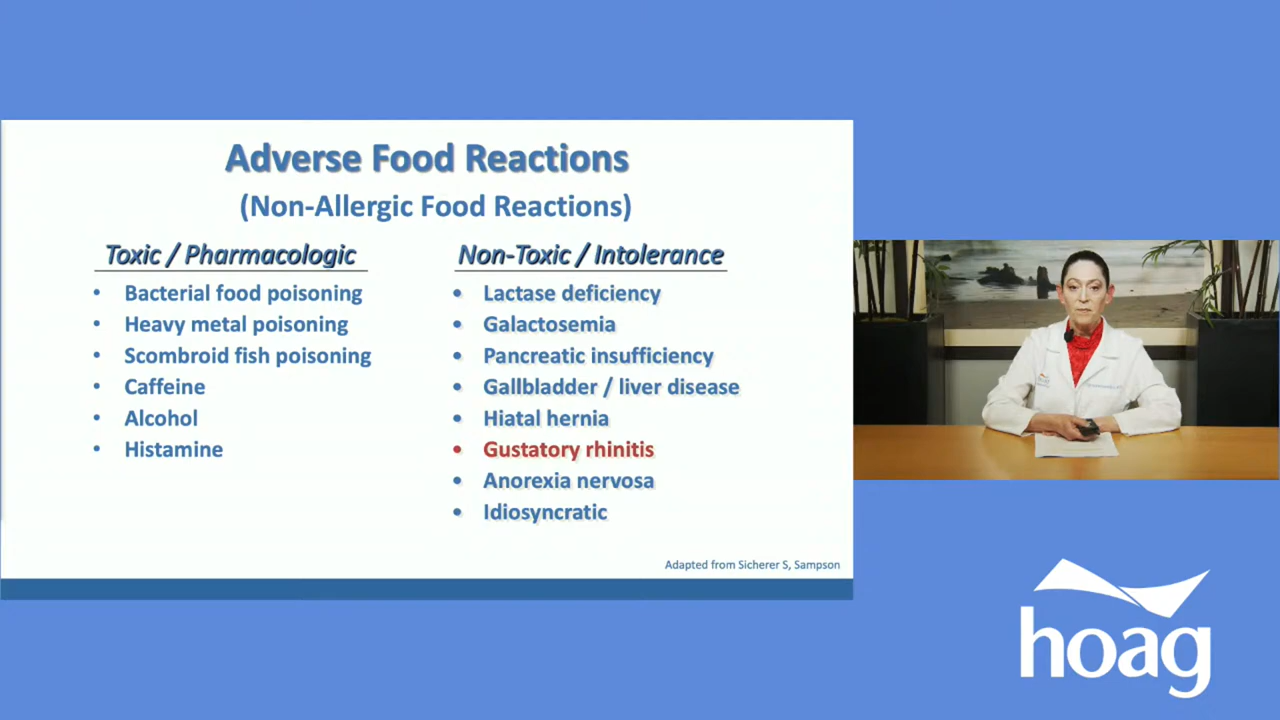 Adverse Food Reactions
(Non-Allergic Food Reactions)
Toxic / Pharmacologic
• Bacterial food poisoning
• Heavy metal poisoning
• Scombroid fish poisoning
• Caffeine
• Alcohol
• Histamine
Non-Toxic / Intolerance
• Lactase deficiency
• Galactosemia
• Pancreatic insufficiency
• Gallbladder / liver disease
• Hiatal hernia
• Gustatory rhinitis
• Anorexia nervosa
• Idiosyncratic
Adapted from Sicherer S, Sampson
hoag